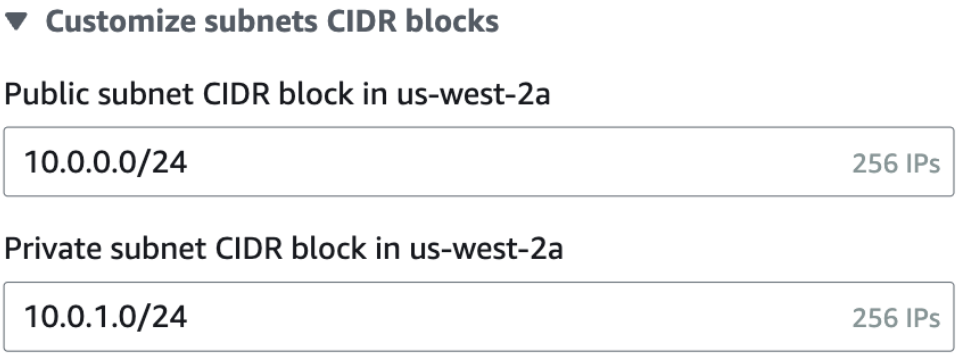 Customize subnets CIDR blocks
Public subnet CIDR block in us-west-2a
10.0.0.0/24 256 IPs
Private subnet CIDR block in us-west-2a
10.0.1.0/24 256 IPs